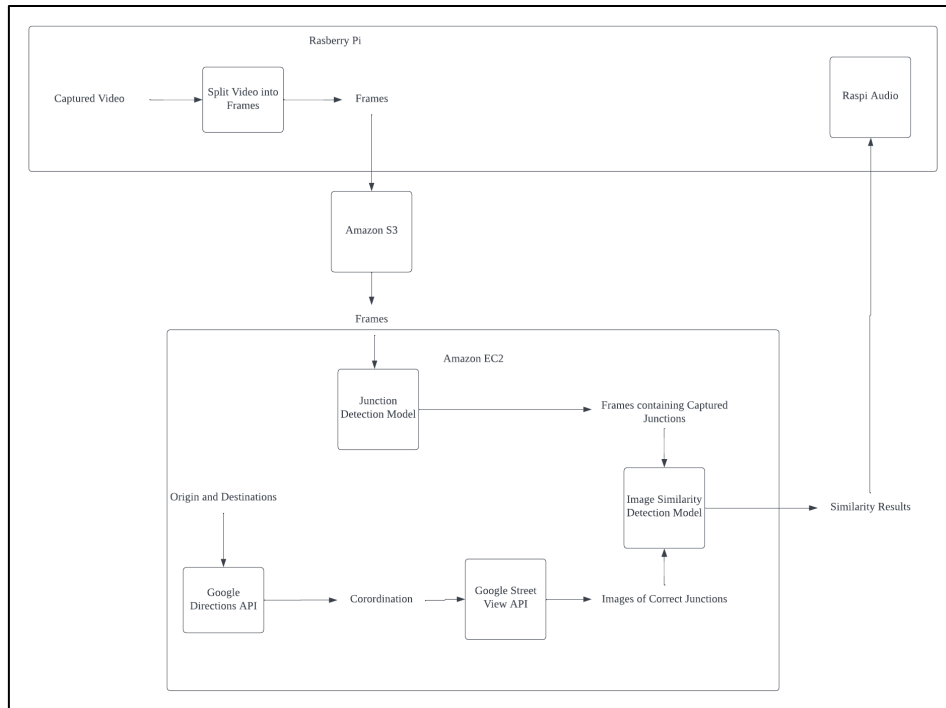 Rasberry Pi
Captured Video
Split Video into
Frames
Frames
Raspi Audio
Amazon S3
Frames
Amazon EC2
Junction
Detection Model
Frames containing Captured
Junctions
Origin and Destinations
Image Similarity
Detection Model
Similarity Results
Google
Directions API
Corordination
Google Street
View API
Images of Correct Junctions